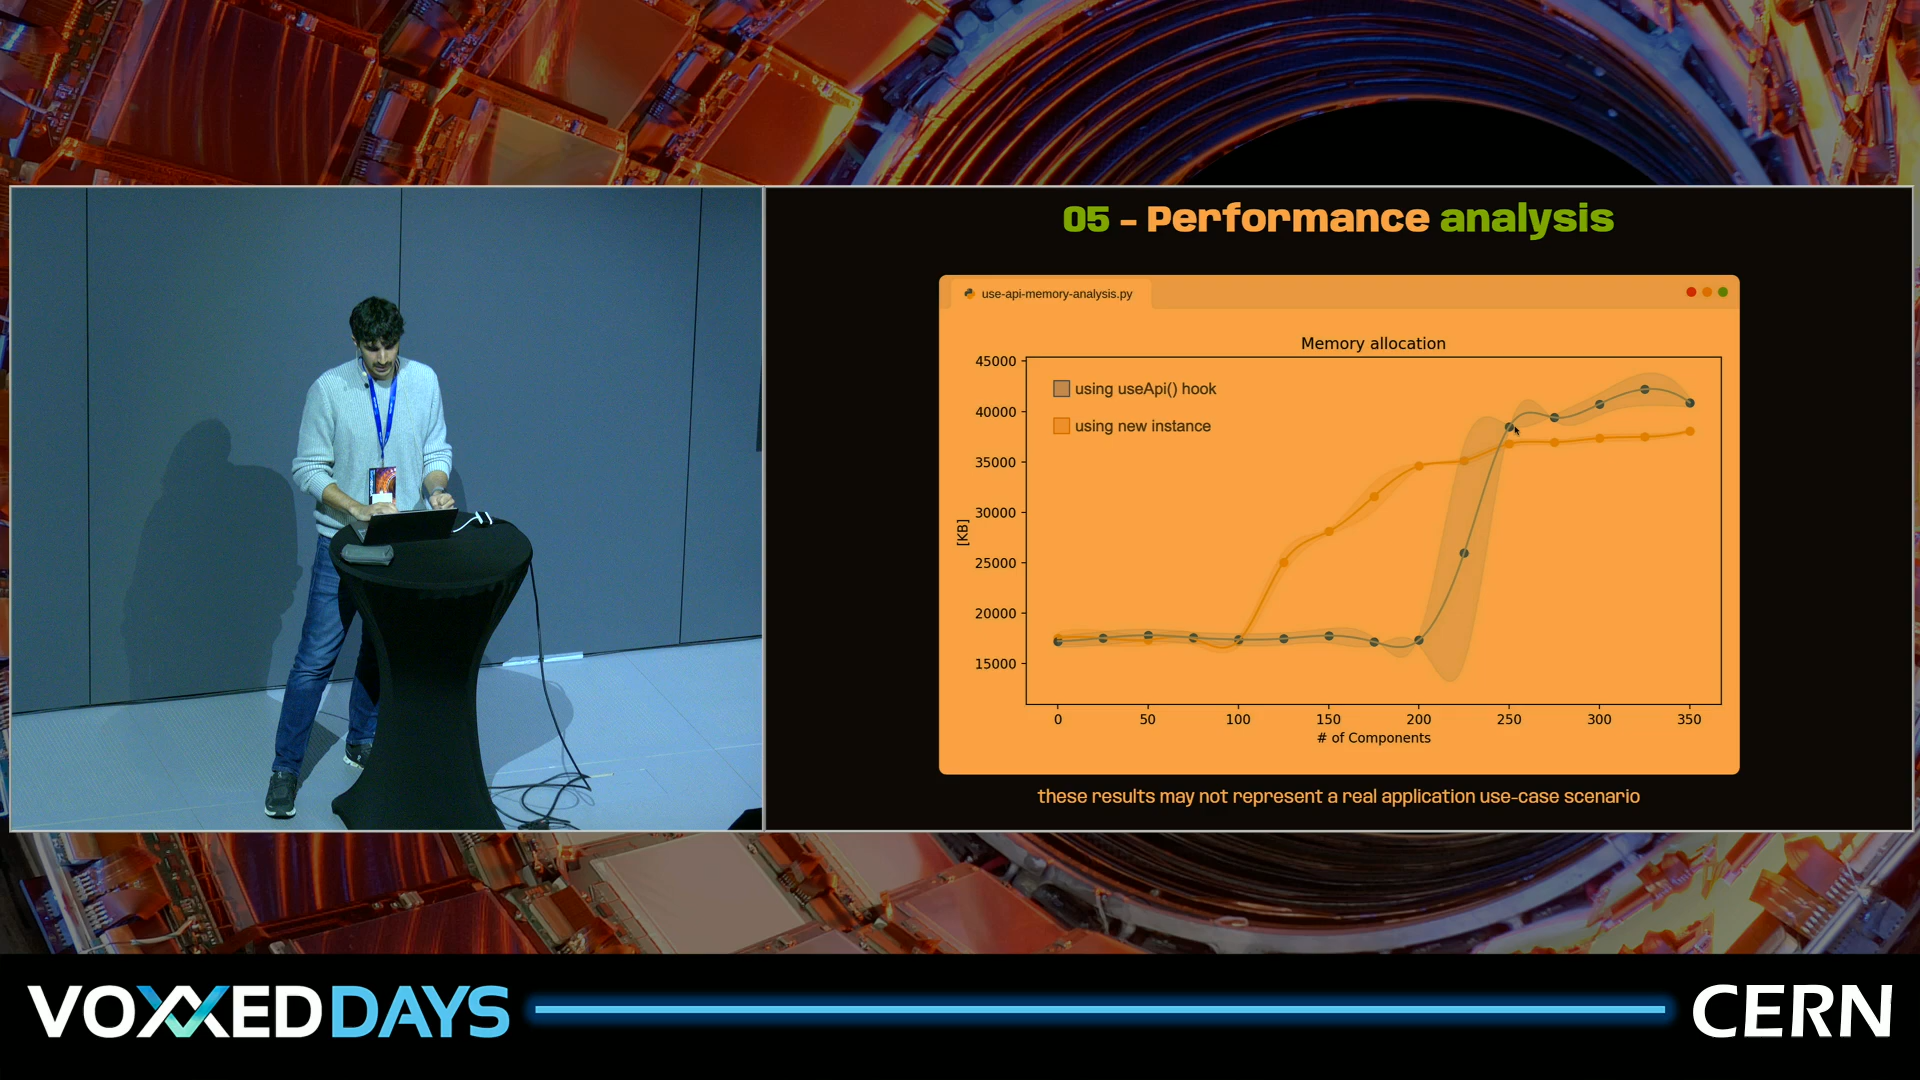 05 - Performance analysis
use-api-memory-analysis.py
Memory allocation
45000
40000
35000
30000
25000
20000
15000
[KB]
using useApi() hook
using new instance
0 50 100 150 200 250 300 350
# of Components
these results may not represent a real application use-case scenario
VOXXEDDAYS
CERN